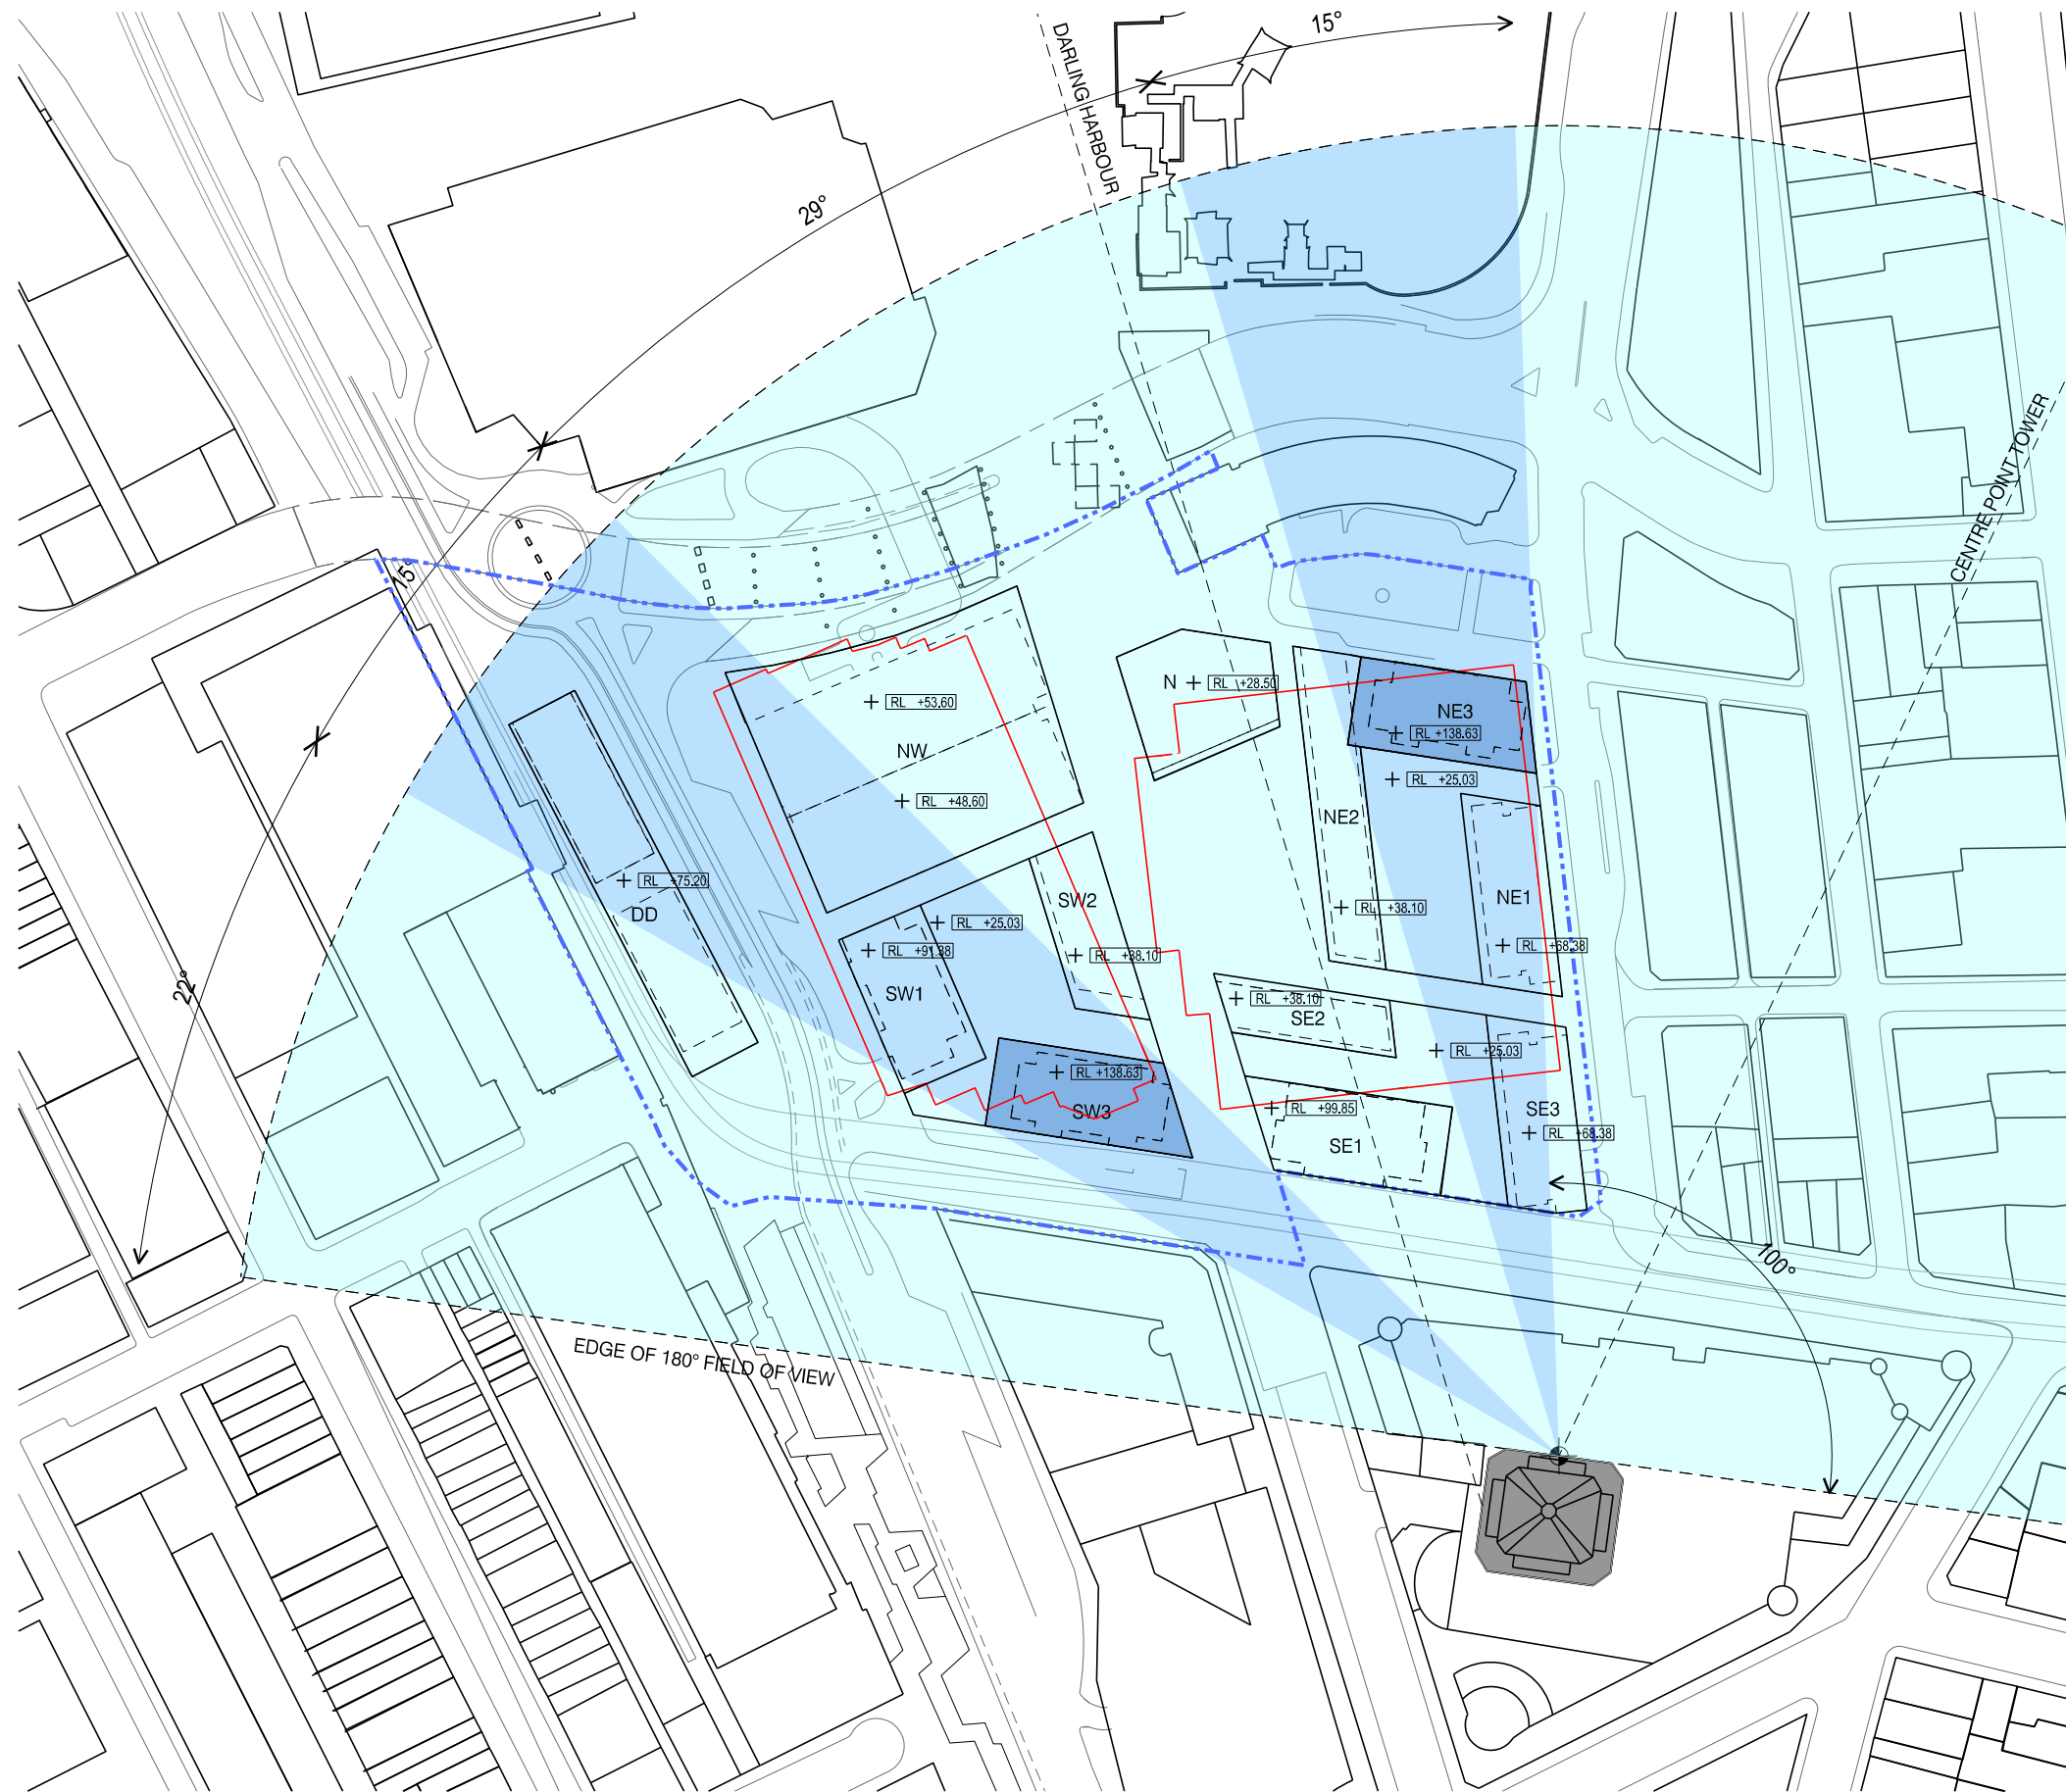 15°
DARLING HARBOUR
29°
CENTRE POINT TOWER
15°
N
RL +28.50
RL +53.60
NE3
RL +138.63
NW
RL +25.03
RL +48.60
NE2
RL +75.20
DD
SW2
NE1
RL +38.10
RL +25.03
RL +91.38
RL +38.10
RL +68.38
22°
SW1
RL +38.10
SE2
RL +25.03
RL +138.63
SW3
RL +99.85
SE3
SE1
RL +68.38
100°
EDGE OF 180° FIELD OF VIEW